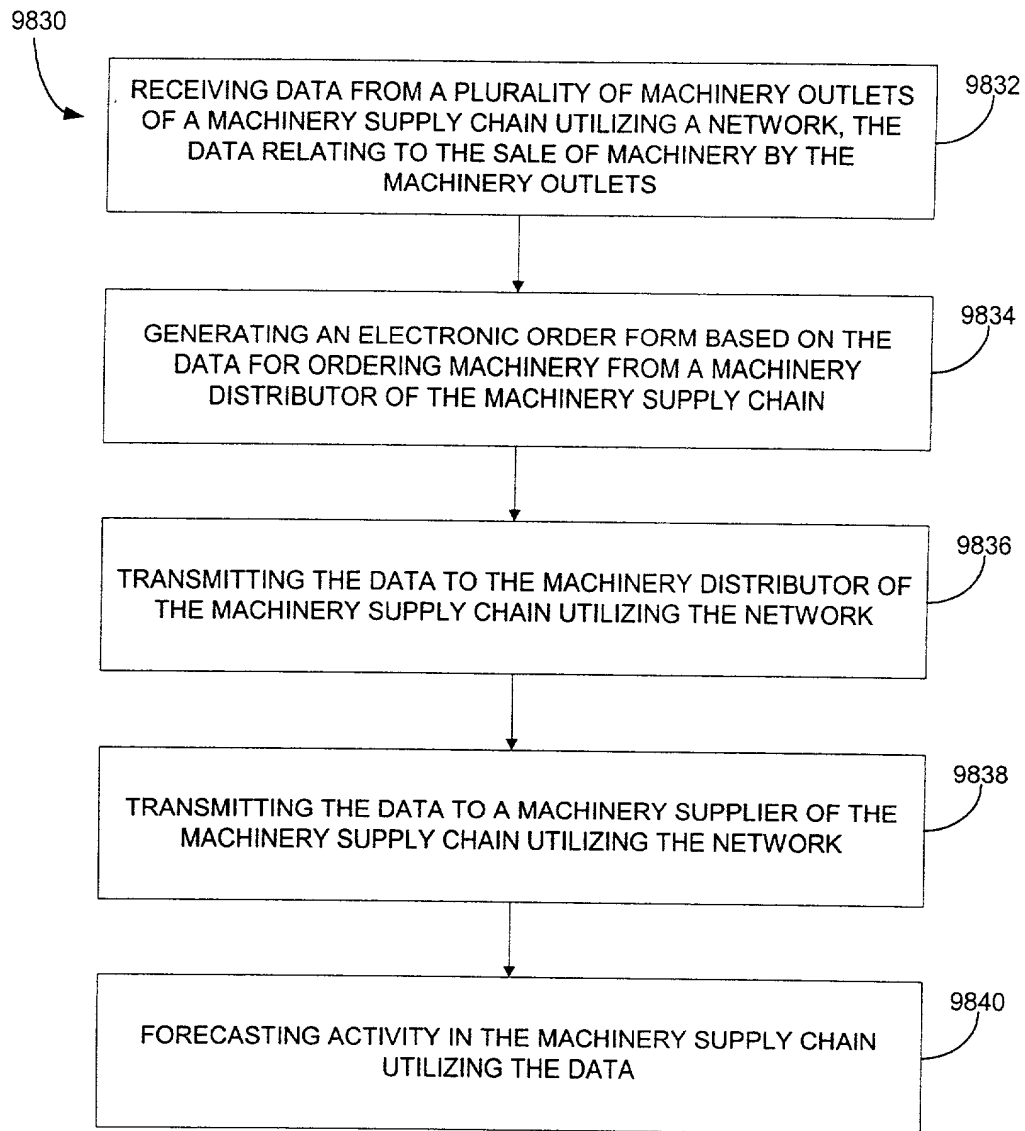 9830
RECEIVING DATA FROM A PLURALITY OF MACHINERY OUTLETS
OF A MACHINERY SUPPLY CHAIN UTILIZING A NETWORK, THE
DATA RELATING TO THE SALE OF MACHINERY BY THE
MACHINERY OUTLETS
9832
GENERATING AN ELECTRONIC ORDER FORM BASED ON THE
DATA FOR ORDERING MACHINERY FROM A MACHINERY
DISTRIBUTOR OF THE MACHINERY SUPPLY CHAIN
9834
TRANSMITTING THE DATA TO THE MACHINERY DISTRIBUTOR OF
THE MACHINERY SUPPLY CHAIN UTILIZING THE NETWORK
9836
TRANSMITTING THE DATA TO A MACHINERY SUPPLIER OF THE
MACHINERY SUPPLY CHAIN UTILIZING THE NETWORK
9838
FORECASTING ACTIVITY IN THE MACHINERY SUPPLY CHAIN
UTILIZING THE DATA
9840